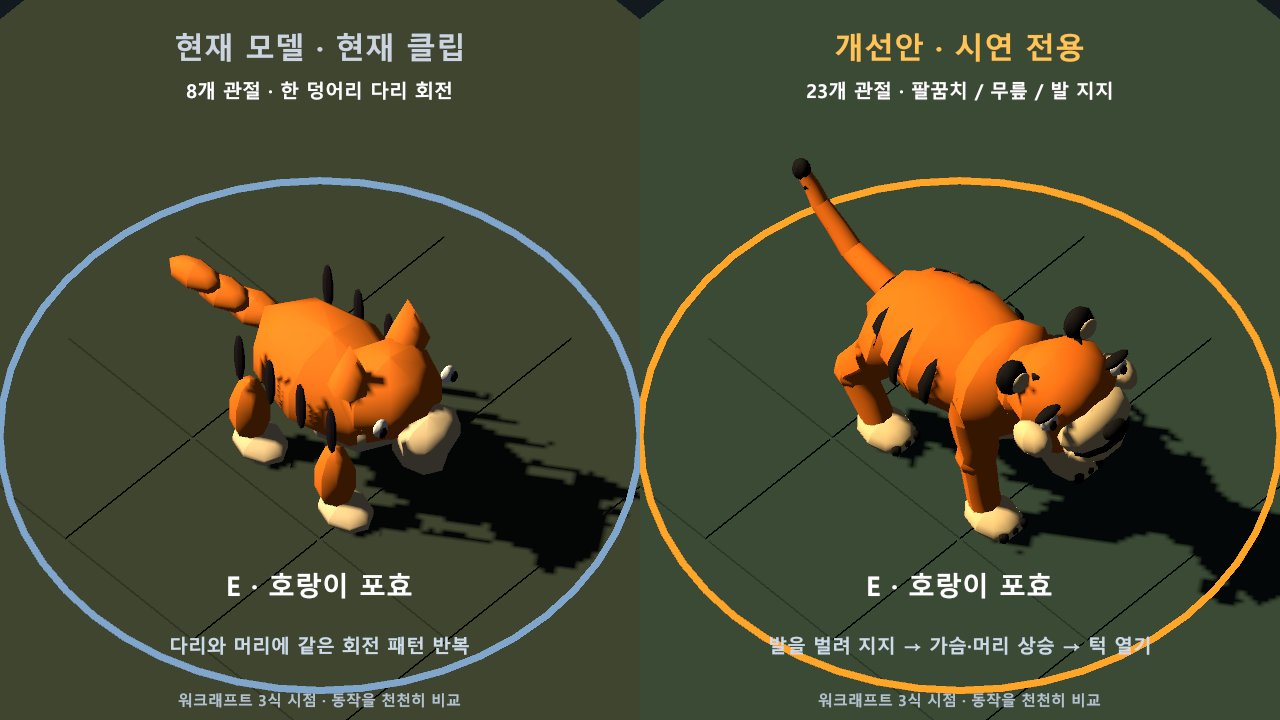 현재 모델 · 현재 클립
8개 관절 · 한 덩어리 다리 회전
E · 호랑이 포효
다리와 머리에 같은 회전 패턴 반복
워크래프트 3식 시점 · 동작을 천천히 비교
개선안 · 시연 전용
23개 관절 · 팔꿈치 / 무릎 / 발 지지
E · 호랑이 포효
발을 벌려 지지 → 가슴·머리 상승 → 턱 열기
워크래프트 3식 시점 · 동작을 천천히 비교